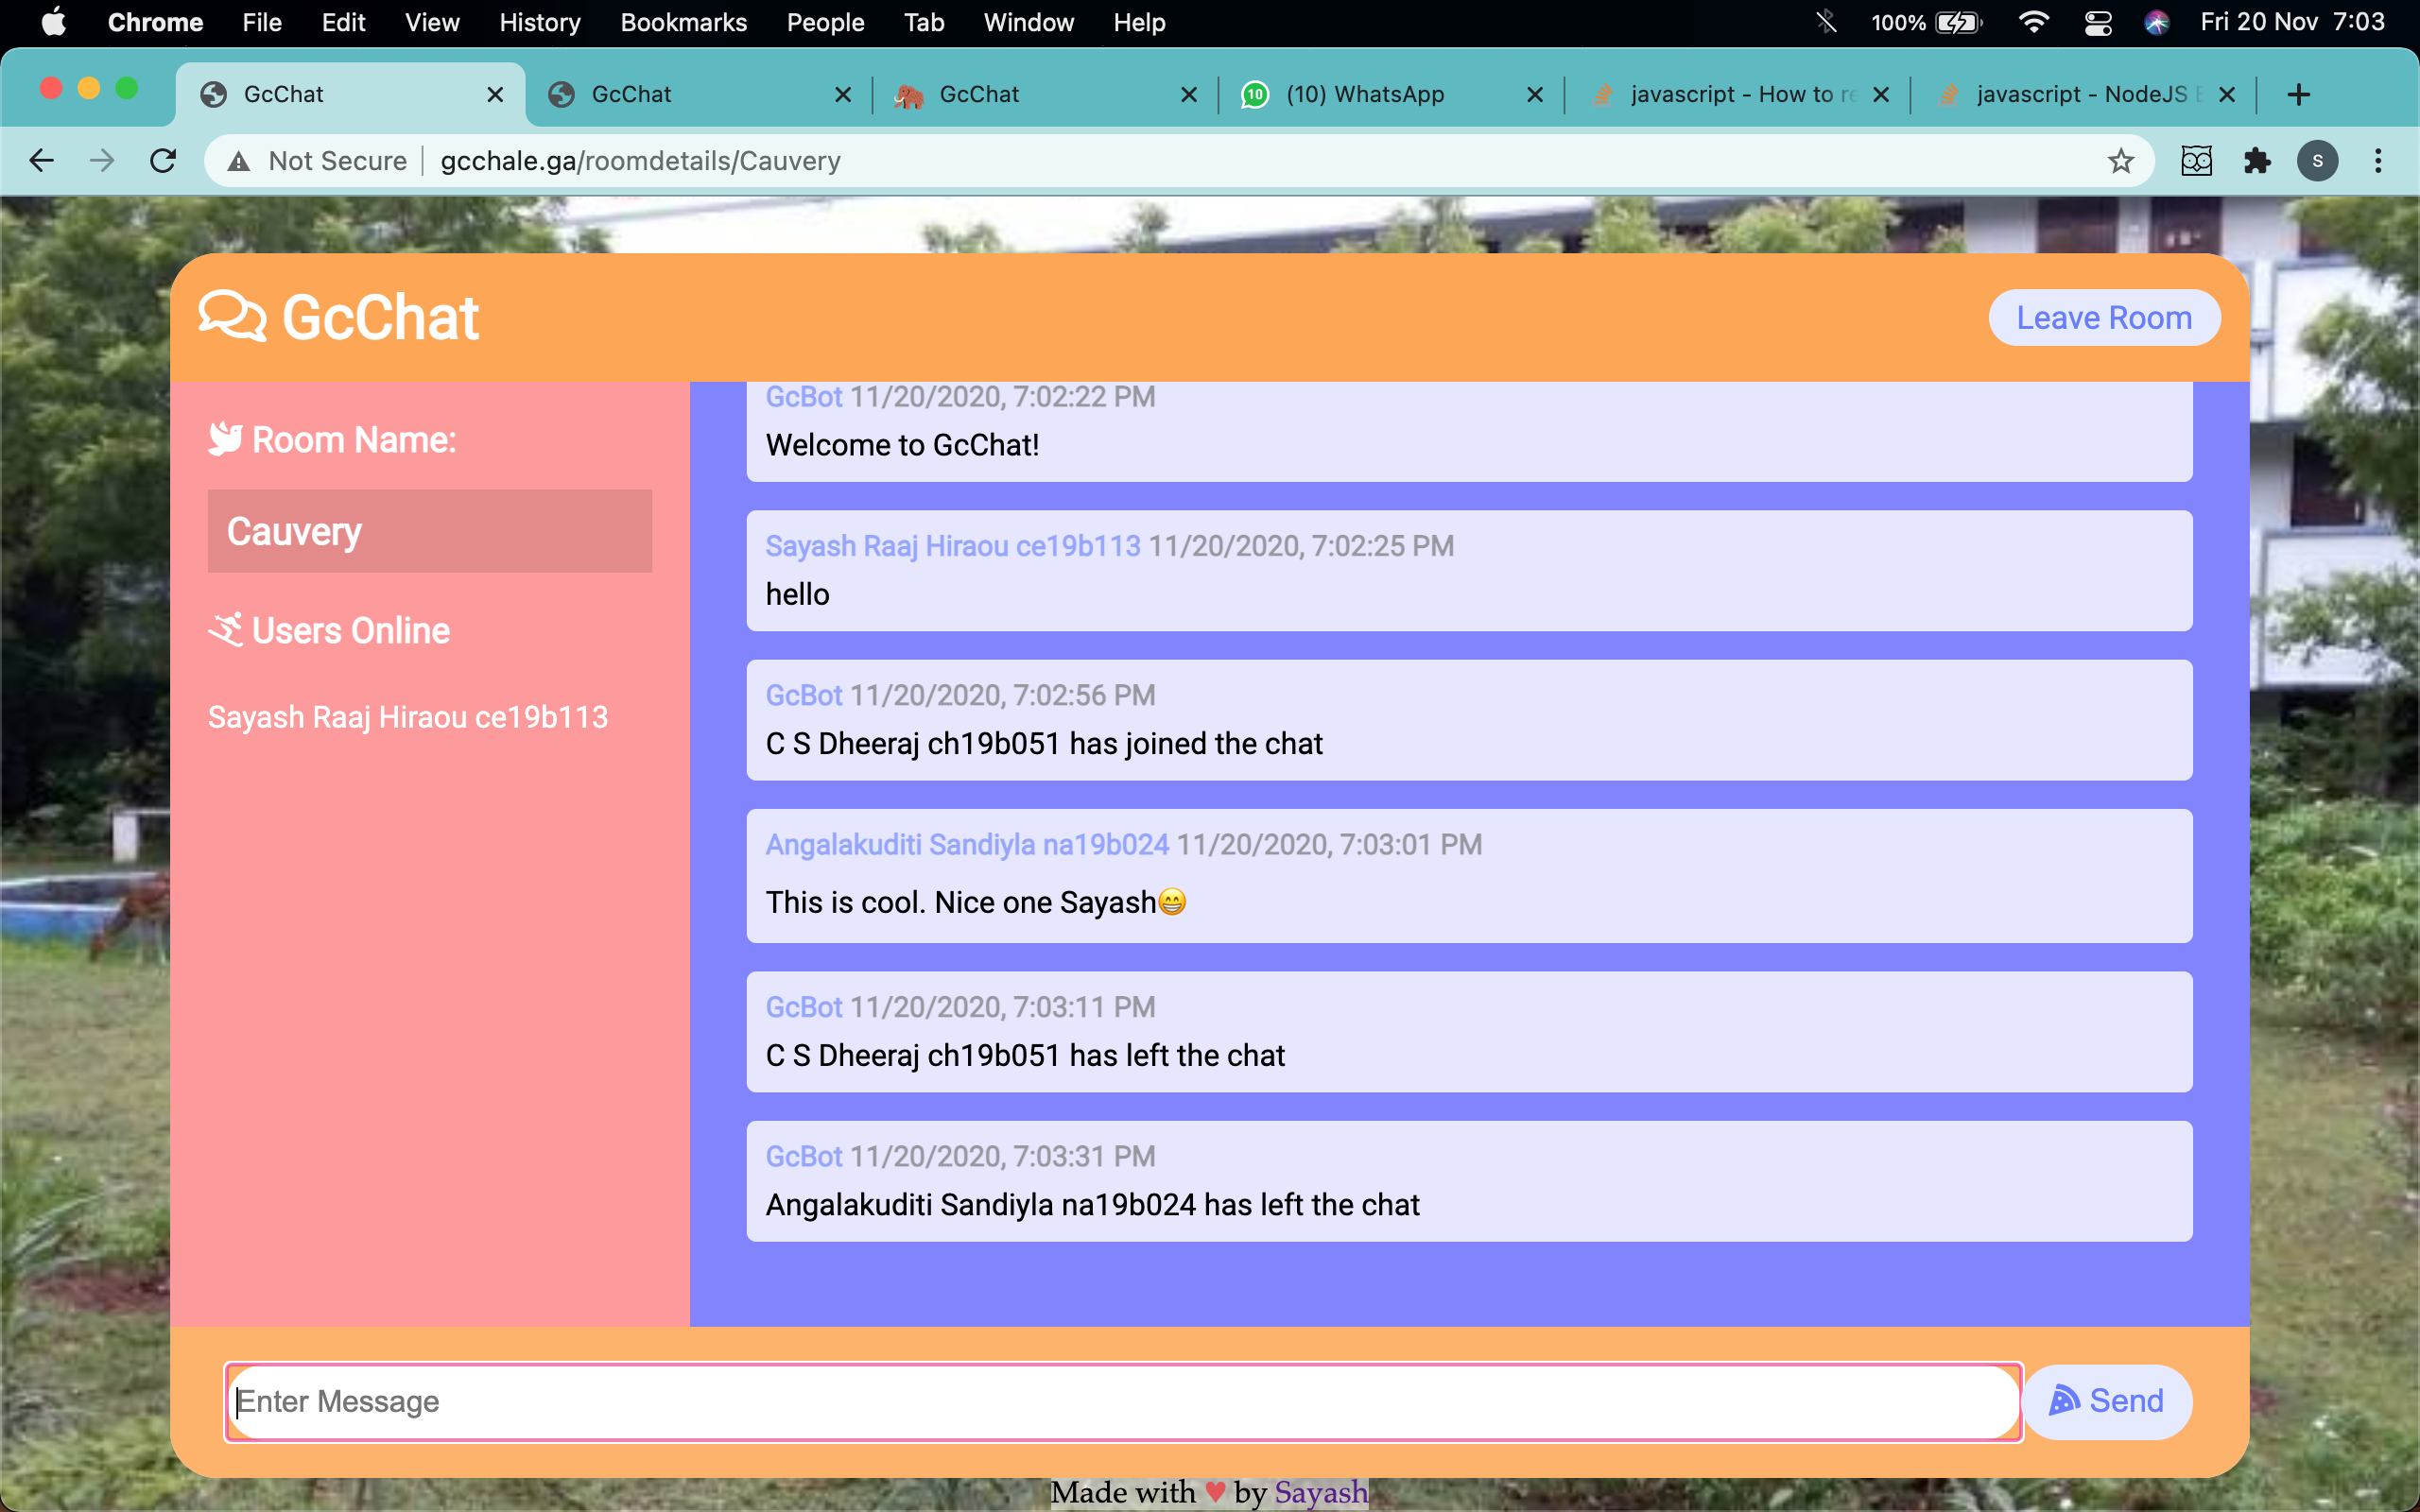 Chrome File Edit View History Bookmarks People Tab Window Help 100% Fri 20 Nov 7:03
GcChat GcChat GcChat 10 (10) WhatsApp javascript - How to re javascript - NodeJS
Not Secure gcchale.ga/roomdetails/Cauvery S
GcChat
Leave Room
Room Name:
Cauvery
Users Online
Sayash Raaj Hiraou ce19b113
GcBot 11/20/2020, 7:02:22 PM
Welcome to GcChat!
Sayash Raaj Hiraou ce19b113 11/20/2020, 7:02:25 PM
hello
GcBot 11/20/2020, 7:02:56 PM
C S Dheeraj ch19b051 has joined the chat
Angalakuditi Sandiyla na19b024 11/20/2020, 7:03:01 PM
This is cool. Nice one Sayash😁
GcBot 11/20/2020, 7:03:11 PM
C S Dheeraj ch19b051 has left the chat
GcBot 11/20/2020, 7:03:31 PM
Angalakuditi Sandiyla na19b024 has left the chat
Enter Message
Send
Made with ♥ by Sayash